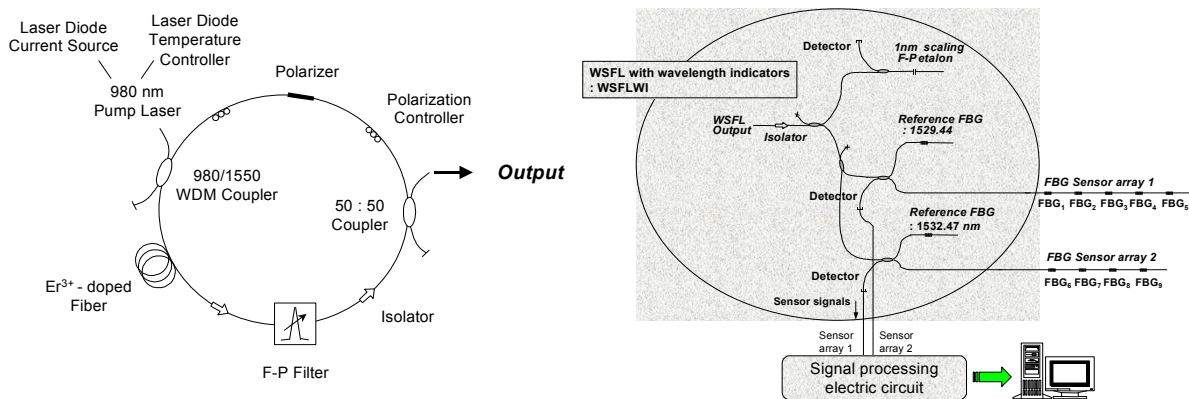 Laser Diode
Current Source
Laser Diode
Temperature
Controller
980 nm
Pump Laser
Polarizer
Polarization
Controller
980/1550
WDM Coupler
50 : 50
Coupler
Output
Er3+ - doped
Fiber
Isolator
F-P Filter
WSFL with wavelength indicators
: WSFLWI
Detector
1nm scaling
F-P etalon
WSFL
Output
Isolator
Reference FBG
: 1529.44
Detector
FBG Sensor array 1
FBG1 FBG2 FBG3 FBG4 FBG5
Reference FBG
: 1532.47 nm
Detector
FBG Sensor array 2
FBG6 FBG7 FBG8 FBG9
Sensor signals
Sensor
array 1
Sensor
array 2
Signal processing
electric circuit